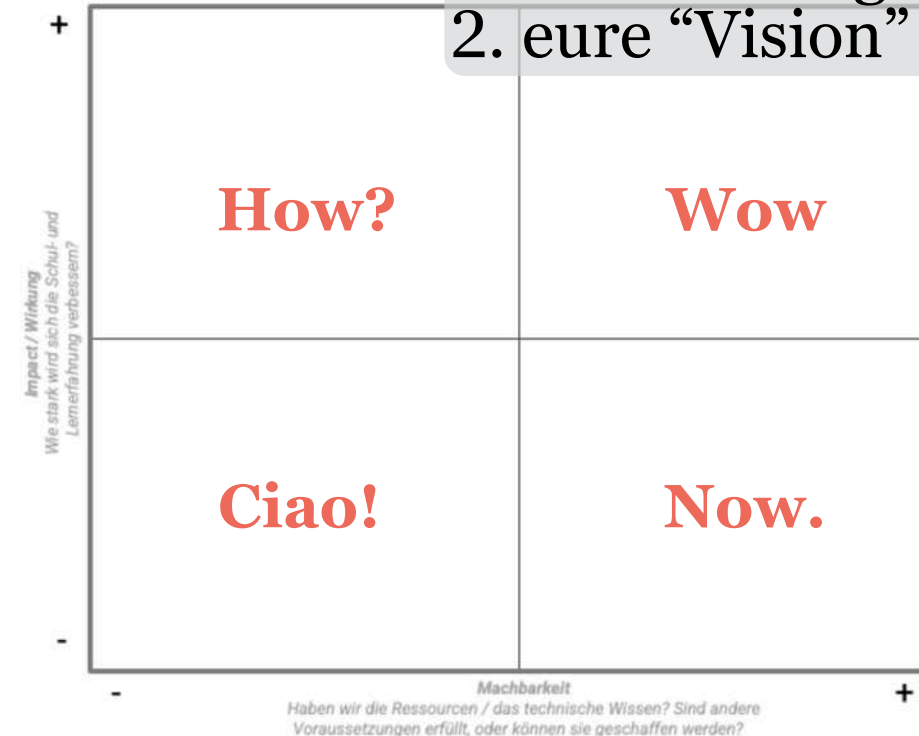 2. eure “Vision”
+
How?
Wow
Impact / Wirkung
Wie stark wird sich die Schul- und
Lernerfahrung verbessern?
Ciao!
Now.
-
-
Machbarkeit
+
Haben wir die Ressourcen / das technische Wissen? Sind andere
Voraussetzungen erfüllt, oder können sie geschaffen werden?